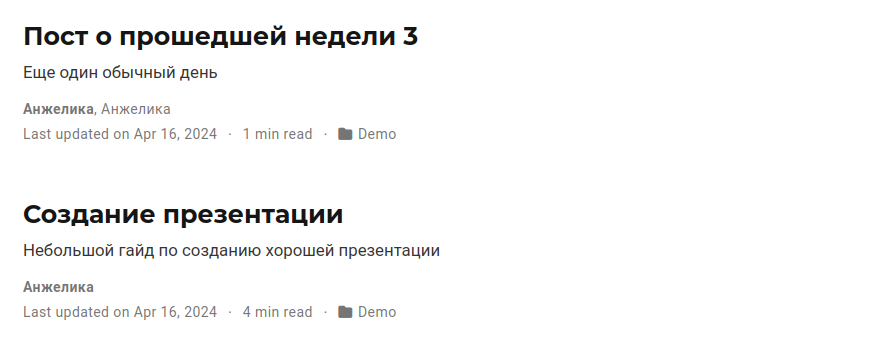 Пост о прошедшей недели 3
Еще один обычный день
Анжелика, Анжелика
Last updated on Apr 16, 2024 · 1 min read · Demo
Создание презентации
Небольшой гайд по созданию хорошей презентации
Анжелика
Last updated on Apr 16, 2024 · 4 min read · Demo